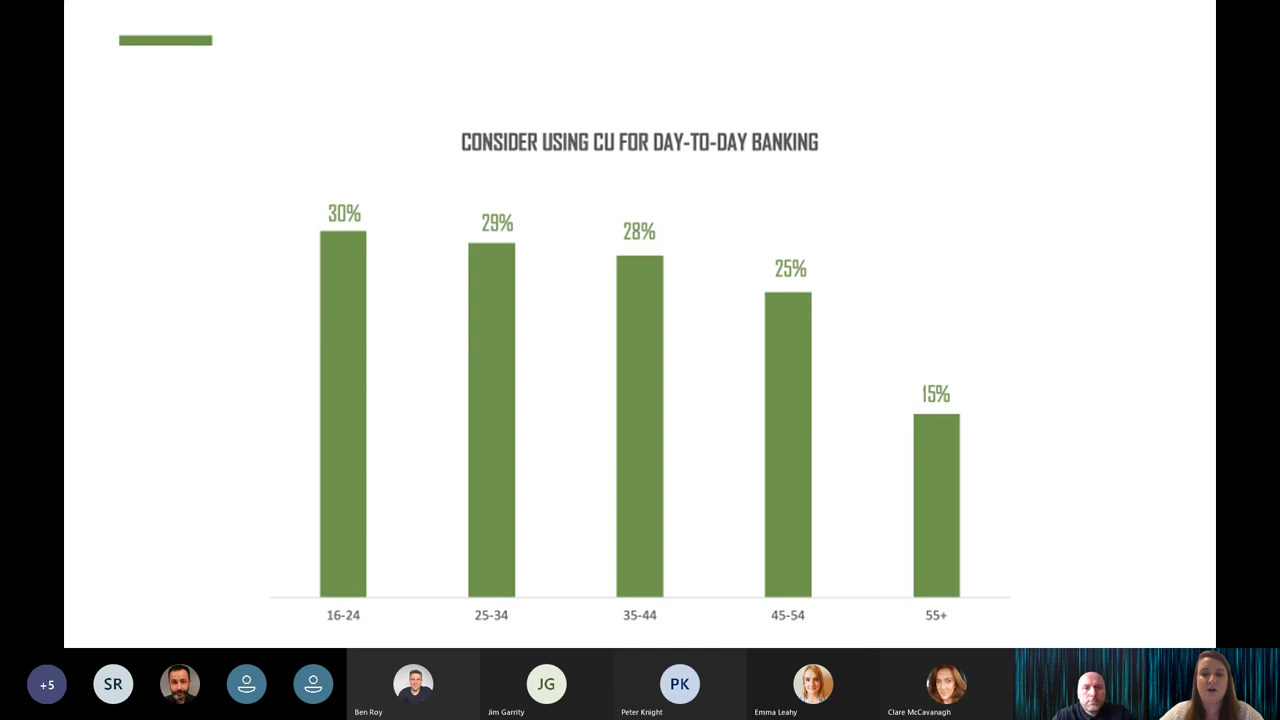 CONSIDER USING CU FOR DAY-TO-DAY BANKING
30%
29%
28%
25%
15%
16-24
25-34
35-44
45-54
55+
+5
SR
JG
PK
Ben Roy
Jim Garrity
Peter Knight
Emma Leahy
Clare McCavanagh